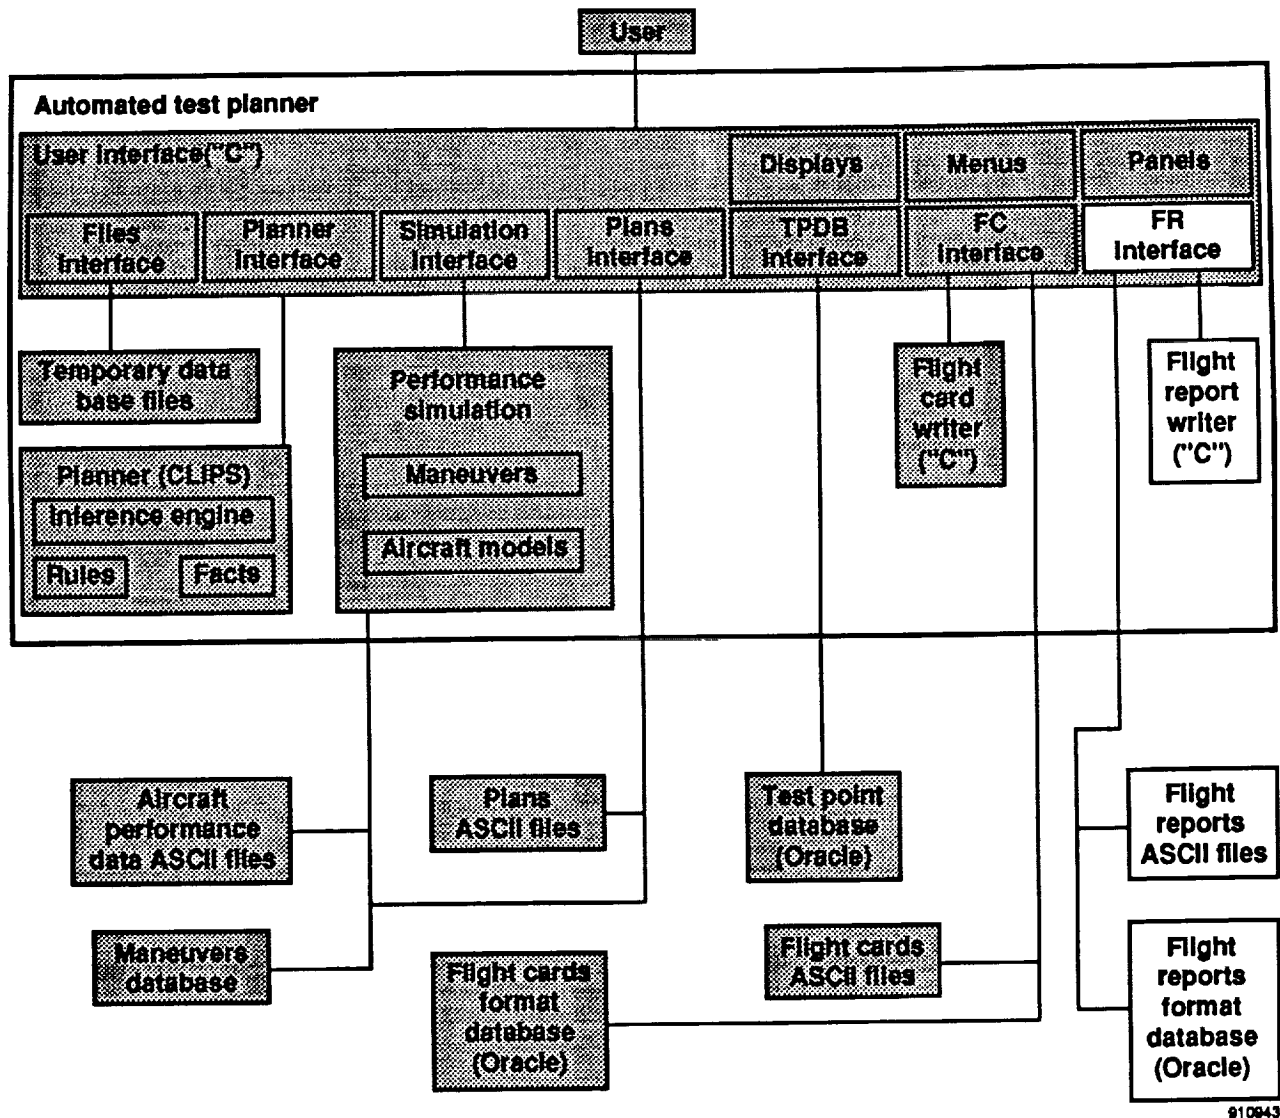 User
Automated test planner
User Interface("C")
Displays
Menus
Panels
Files
Interface
Planner
Interface
Simulation
Interface
Plans
Interface
TPDB
Interface
FC
Interface
FR
Interface
Temporary data
base files
Performance
simulation
Maneuvers
Aircraft models
Flight
card
writer
("C")
Flight
report
writer
("C")
Planner (CLIPS)
Inference engine
Rules
Facts
Aircraft
performance
data ASCII files
Plans
ASCII files
Test point
database
(Oracle)
Flight
reports
ASCII files
Maneuvers
database
Flight cards
format
database
(Oracle)
Flight cards
ASCII files
Flight
reports
format
database
(Oracle)
910943